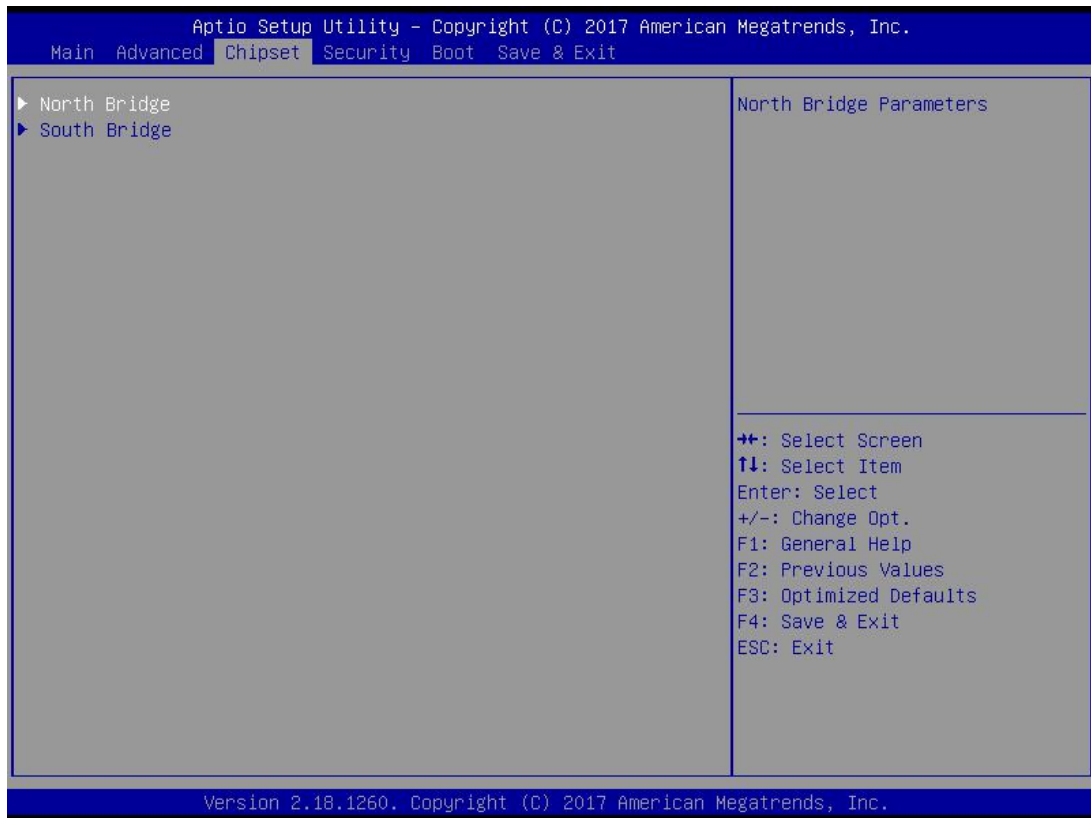 Aptio Setup Utility – Copyright (C) 2017 American Megatrends, Inc.
Main Advanced Chipset Security Boot Save & Exit
▶ North Bridge
▶ South Bridge
North Bridge Parameters
→←: Select Screen
↑↓: Select Item
Enter: Select
+/-: Change Opt.
F1: General Help
F2: Previous Values
F3: Optimized Defaults
F4: Save & Exit
ESC: Exit
Version 2.18.1260. Copyright (C) 2017 American Megatrends, Inc.